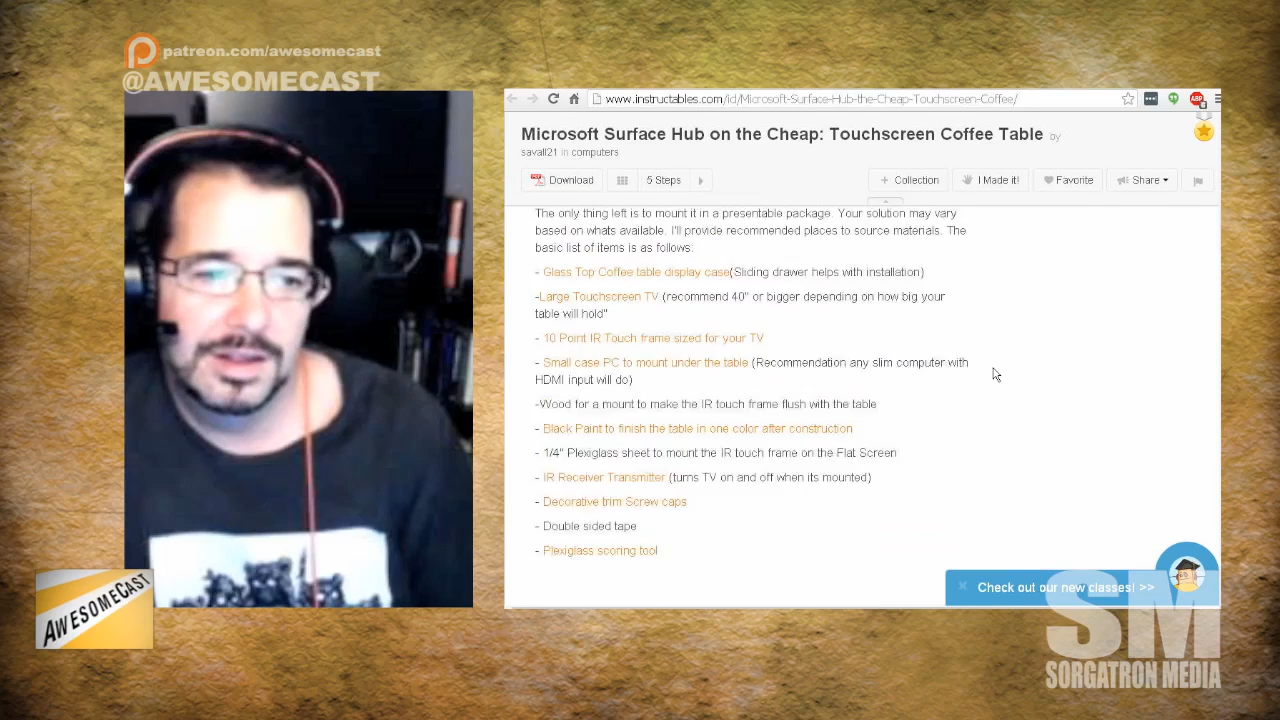 patreon.com/awesomecast
@AWESOMECAST
www.instructables.com/id/Microsoft-Surface-Hub-the-Cheap-Touchscreen-Coffee/
ABP
Microsoft Surface Hub on the Cheap: Touchscreen Coffee Table by
savall21 in computers
Download
5 Steps
+ Collection
I Made it!
Favorite
Share
The only thing left is to mount it in a presentable package. Your solution may vary
based on whats available. I'll provide recommended places to source materials. The
basic list of items is as follows:
- Glass Top Coffee table display case(Sliding drawer helps with installation)
-Large Touchscreen TV (recommend 40" or bigger depending on how big your
table will hold"
- 10 Point IR Touch frame sized for your TV
- Small case PC to mount under the table (Recommendation any slim computer with
HDMI input will do)
-Wood for a mount to make the IR touch frame flush with the table
- Black Paint to finish the table in one color after construction
- 1/4" Plexiglass sheet to mount the IR touch frame on the Flat Screen
- IR Receiver Transmitter (turns TV on and off when its mounted)
- Decorative trim Screw caps
- Double sided tape
- Plexiglass scoring tool
Check out our new classes! >>
AWESOMECAST
SM
SORGATRON MEDIA